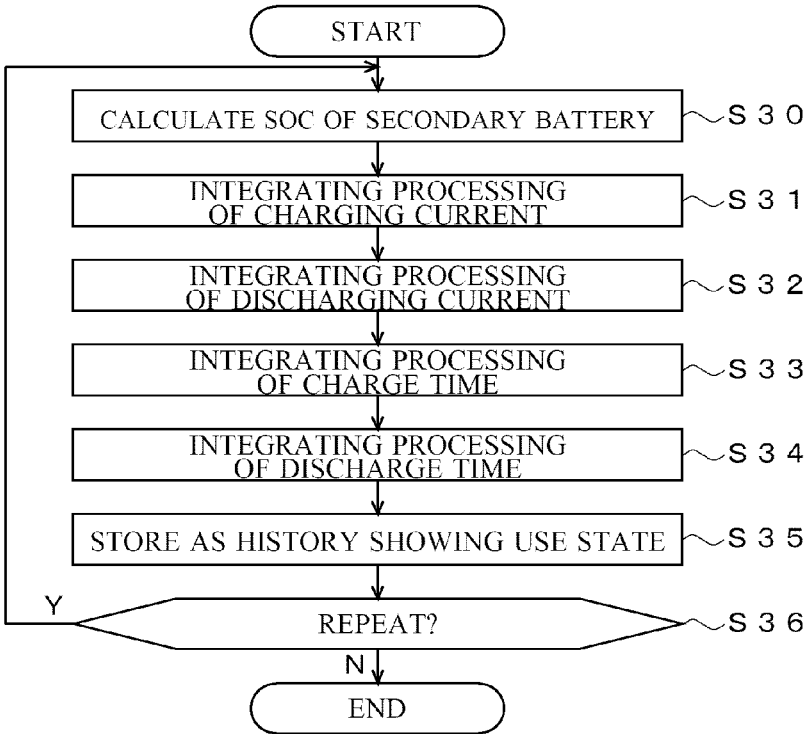 START
CALCULATE SOC OF SECONDARY BATTERY
S30
INTEGRATING PROCESSING
OF CHARGING CURRENT
S31
INTEGRATING PROCESSING
OF DISCHARGING CURRENT
S32
INTEGRATING PROCESSING
OF CHARGE TIME
S33
INTEGRATING PROCESSING
OF DISCHARGE TIME
S34
STORE AS HISTORY SHOWING USE STATE
S35
Y
REPEAT?
S36
N
END